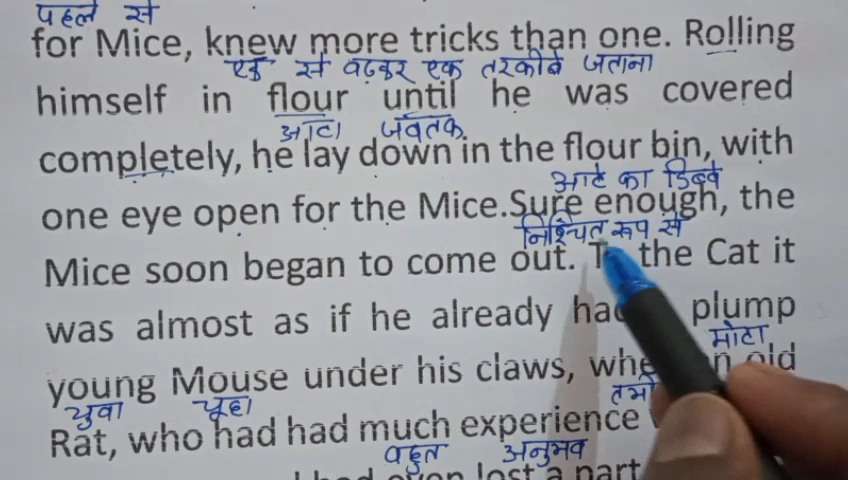 पहले से
for Mice, knew more tricks than one. Rolling
एक से बढ़कर एक तरकीबे जताना
himself in flour until he was covered
आटा जबतक
completely, he lay down in the flour bin, with
आटे का डिब्बे
one eye open for the Mice.Sure enough, the
निश्चित रूप से
Mice soon began to come out. the Cat it
was almost as if he already had plump
मोटा
young Mouse under his claws, old
युवा चूहा तभी
Rat, who had had much experience
बहुत अनुभव
I had even lost a part